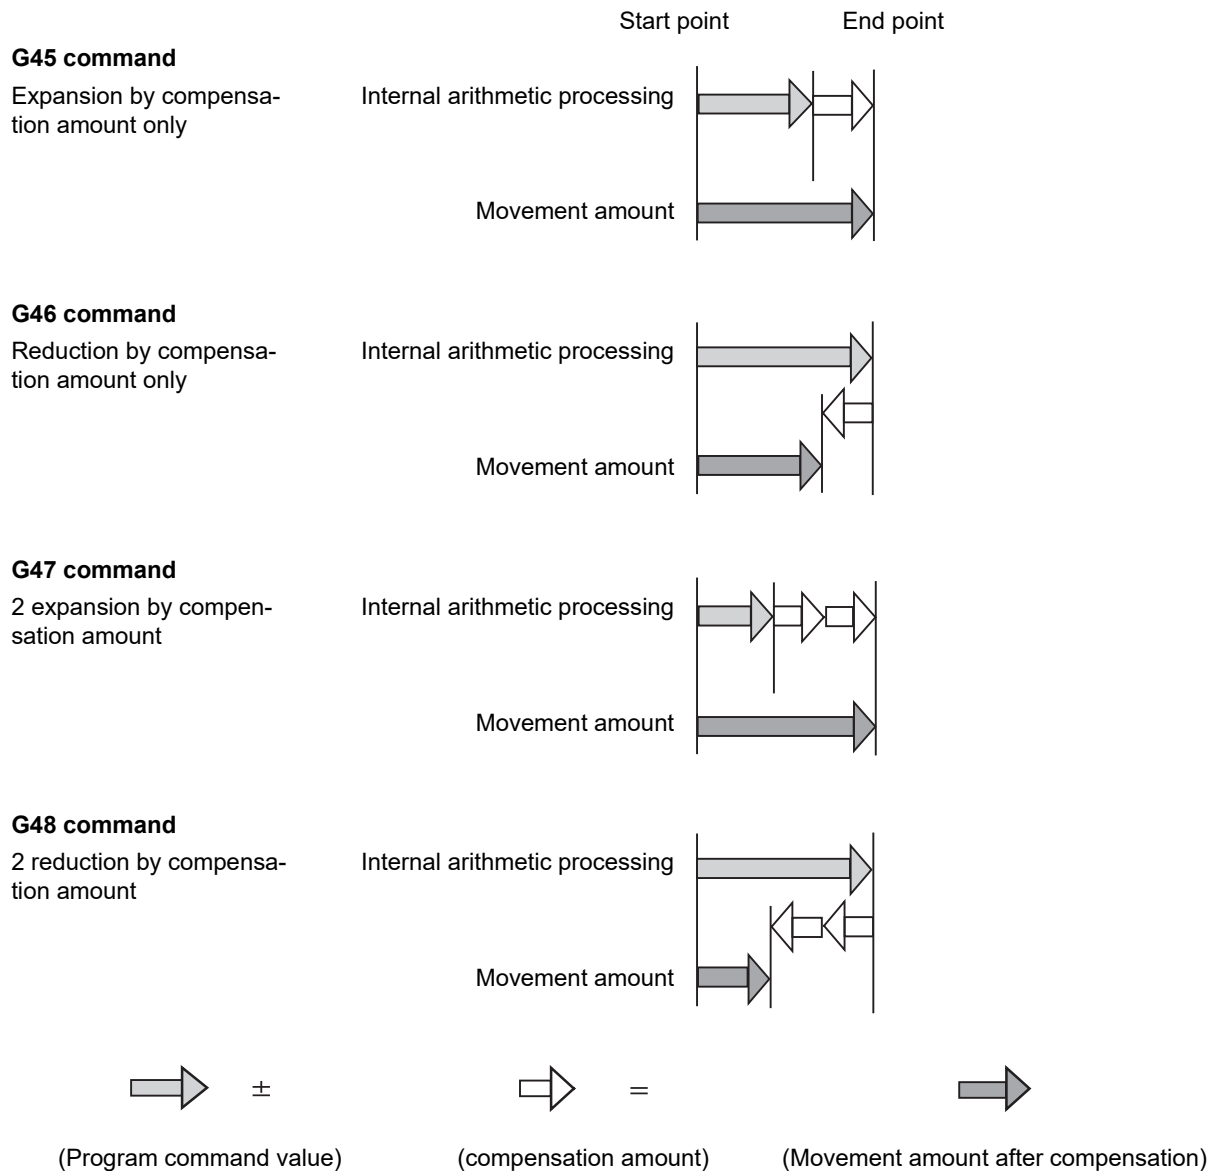 Start point End point
G45 command
Expansion by compensa-
tion amount only
Internal arithmetic processing
Movement amount
G46 command
Reduction by compensa-
tion amount only
Internal arithmetic processing
Movement amount
G47 command
2 expansion by compen-
sation amount
Internal arithmetic processing
Movement amount
G48 command
2 reduction by compensa-
tion amount
Internal arithmetic processing
Movement amount
± =
(Program command value) (compensation amount) (Movement amount after compensation)